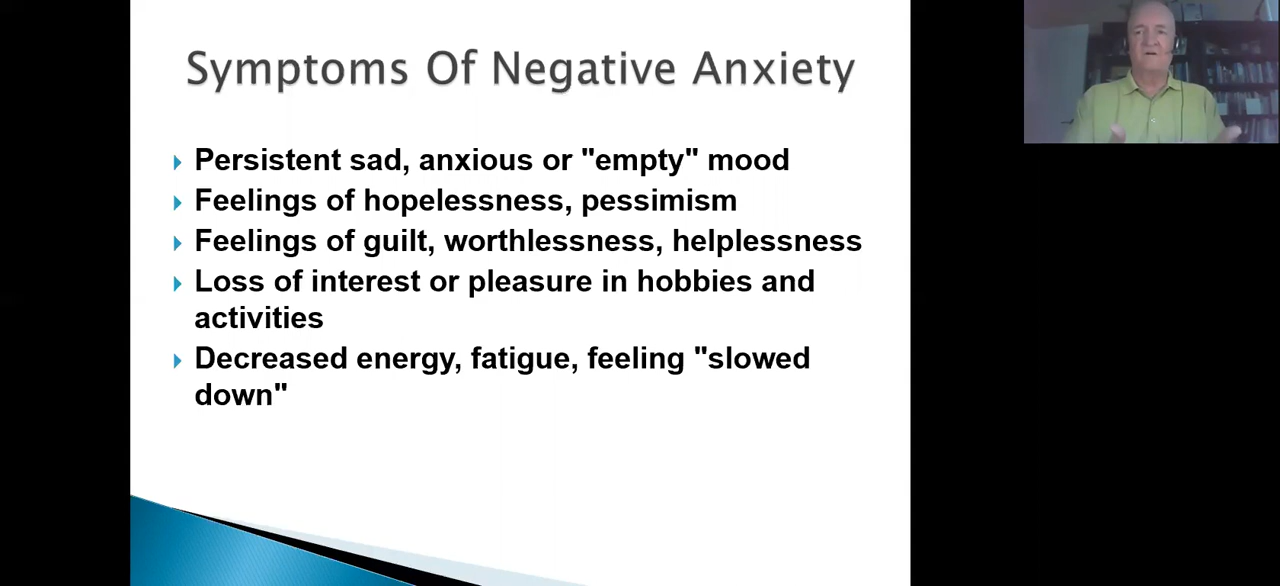 Symptoms Of Negative Anxiety
Persistent sad, anxious or "empty" mood
Feelings of hopelessness, pessimism
Feelings of guilt, worthlessness, helplessness
Loss of interest or pleasure in hobbies and
activities
Decreased energy, fatigue, feeling "slowed
down"